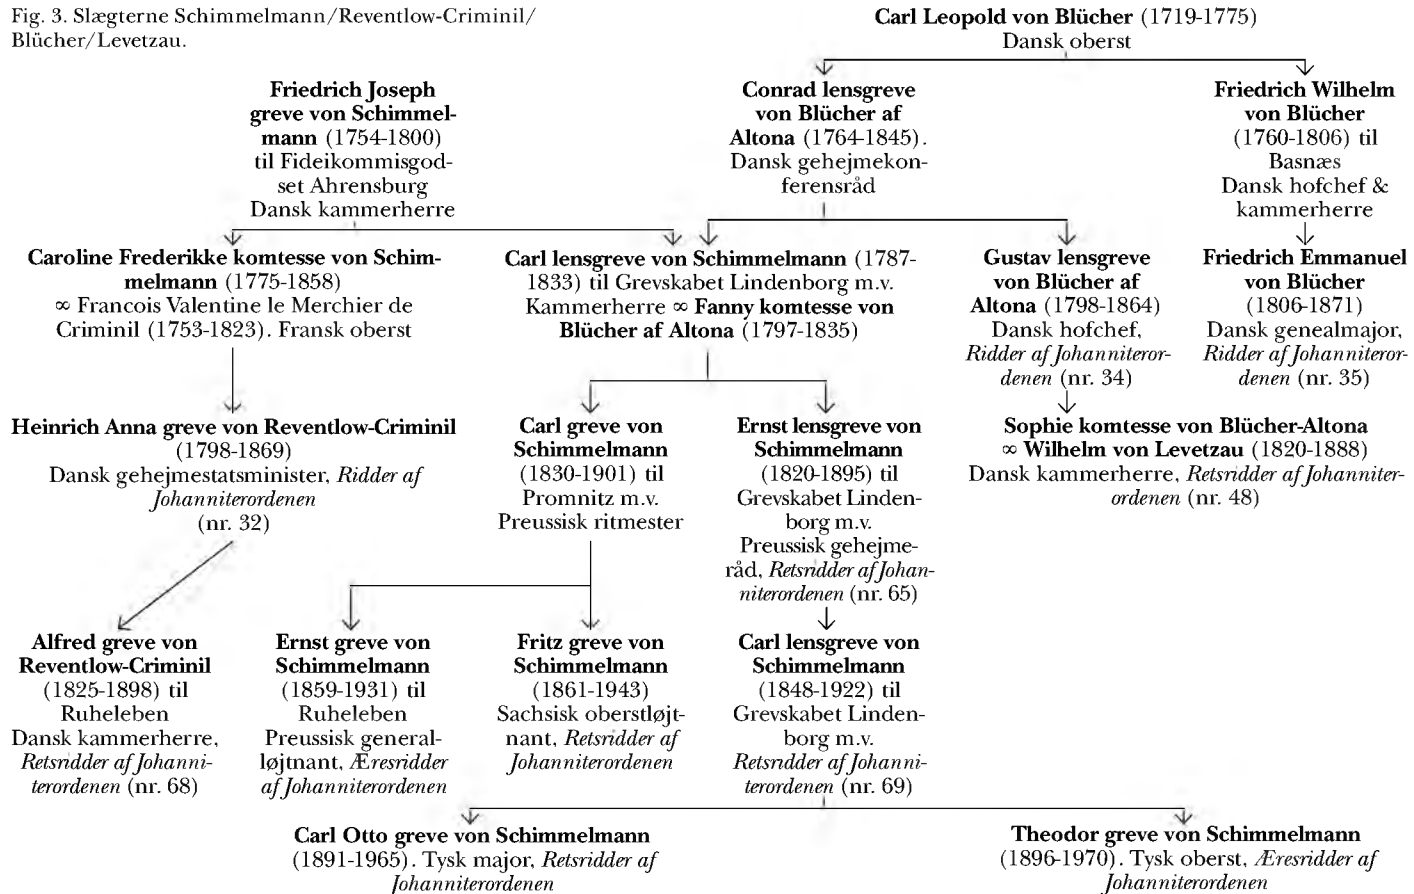 Fig. 3. Slægterne Schimmelmann/Reventlow-Criminil/
Blücher/Levetzau.
Carl Leopold von Blücher (1719-1775)
Dansk oberst
Friedrich Joseph
greve von Schimmel-
mann (1754-1800)
til Fideikommisgod-
set Ahrensburg
Dansk kammerherre
Conrad lensgreve
von Blücher af
Altona (1764-1845).
Dansk gehejmekon-
ferensråd
Friedrich Wilhelm
von Blücher
(1760-1806) til
Basnæs
Dansk hofchef &
kammerherre
Caroline Frederikke komtesse von Schim-
melmann (1775-1858)
∞ Francois Valentine le Merchier de
Criminil (1753-1823). Fransk oberst
Carl lensgreve von Schimmelmann (1787-
1833) til Grevskabet Lindenborg m.v.
Kammerherre ∞ Fanny komtesse von
Blücher af Altona (1797-1835)
Gustav lensgreve
von Blücher af
Altona (1798-1864)
Dansk hofchef,
Ridder af Johanniteror-
denen (nr. 34)
Friedrich Emmanuel
von Blücher
(1806-1871)
Dansk genealmajor,
Ridder af Johanniteror-
denen (nr. 35)
Heinrich Anna greve von Reventlow-Criminil
(1798-1869)
Dansk gehejmestatsminister, Ridder af
Johanniterordenen
(nr. 32)
Carl greve von
Schimmelmann
(1830-1901) til
Promnitz m.v.
Preussisk ritmester
Ernst lensgreve von
Schimmelmann
(1820-1895) til
Grevskabet Linden-
borg m.v.
Preussisk gehejme-
råd, Retsridder af Johan-
niterordenen (nr. 65)
Sophie komtesse von Blücher-Altona
∞ Wilhelm von Levetzau (1820-1888)
Dansk kammerherre, Retsridder af Johanniter-
ordenen (nr. 48)
Alfred greve von
Reventlow-Criminil
(1825-1898) til
Ruheleben
Dansk kammerherre,
Retsridder af Johanni-
terordenen (nr. 68)
Ernst greve von
Schimmelmann
(1859-1931) til
Ruheleben
Preussisk general-
løjtnant, Æresridder
af Johanniterordenen
Fritz greve von
Schimmelmann
(1861-1943)
Sachsisk oberstløjt-
nant, Retsridder af
Johanniterordenen
Carl lensgreve von
Schimmelmann
(1848-1922) til
Grevskabet Linden-
borg m.v.
Retsridder af Johanni-
terordenen (nr. 69)
Carl Otto greve von Schimmelmann
(1891-1965). Tysk major, Retsridder af
Johanniterordenen
Theodor greve von Schimmelmann
(1896-1970). Tysk oberst, Æresridder af
Johanniterordenen